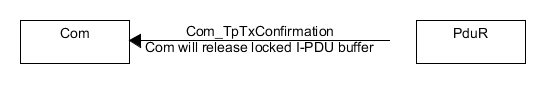 Com
Com_TpTxConfirmation
Com will release locked I-PDU buffer
PduR